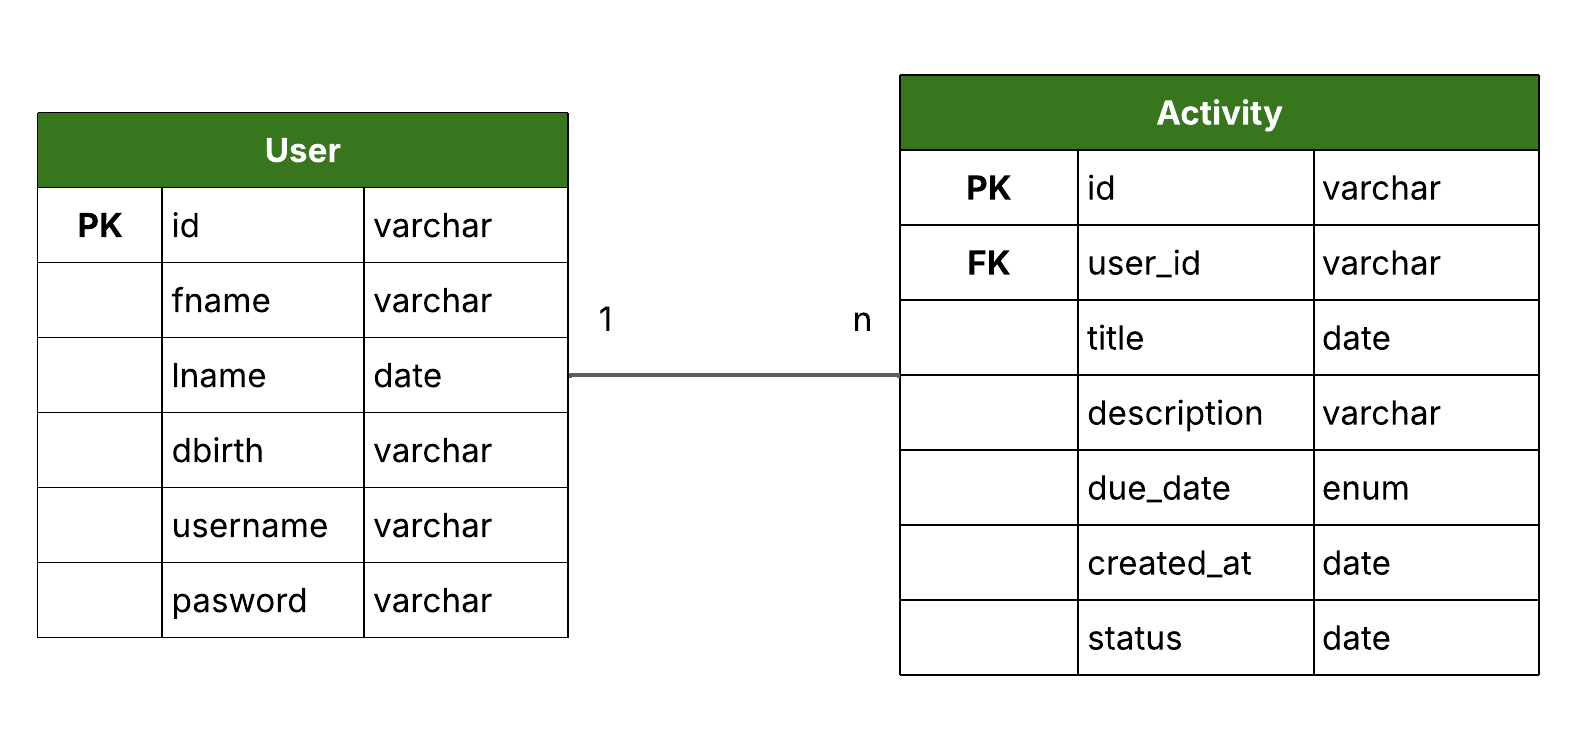 User
PK id varchar
fname varchar
lname date
dbirth varchar
username varchar
pasword varchar
1 n
Activity
PK id varchar
FK user_id varchar
title date
description varchar
due_date enum
created_at date
status date